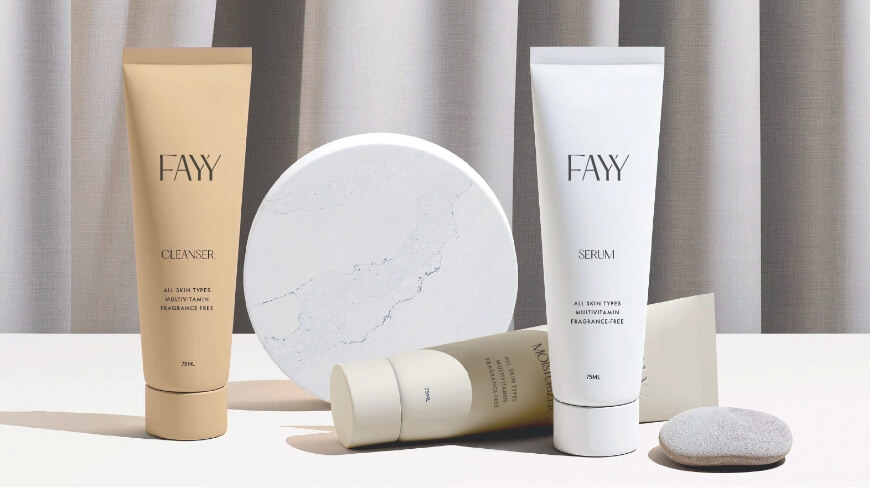 FAYY
CLEANSER
ALL SKIN TYPES
MULTIVITAMIN
FRAGRANCE-FREE
75ML
MOISTURIZER
ALL SKIN TYPES
MULTIVITAMIN
FRAGRANCE-FREE
75ML
FAYY
SERUM
ALL SKIN TYPES
MULTIVITAMIN
FRAGRANCE-FREE
75ML